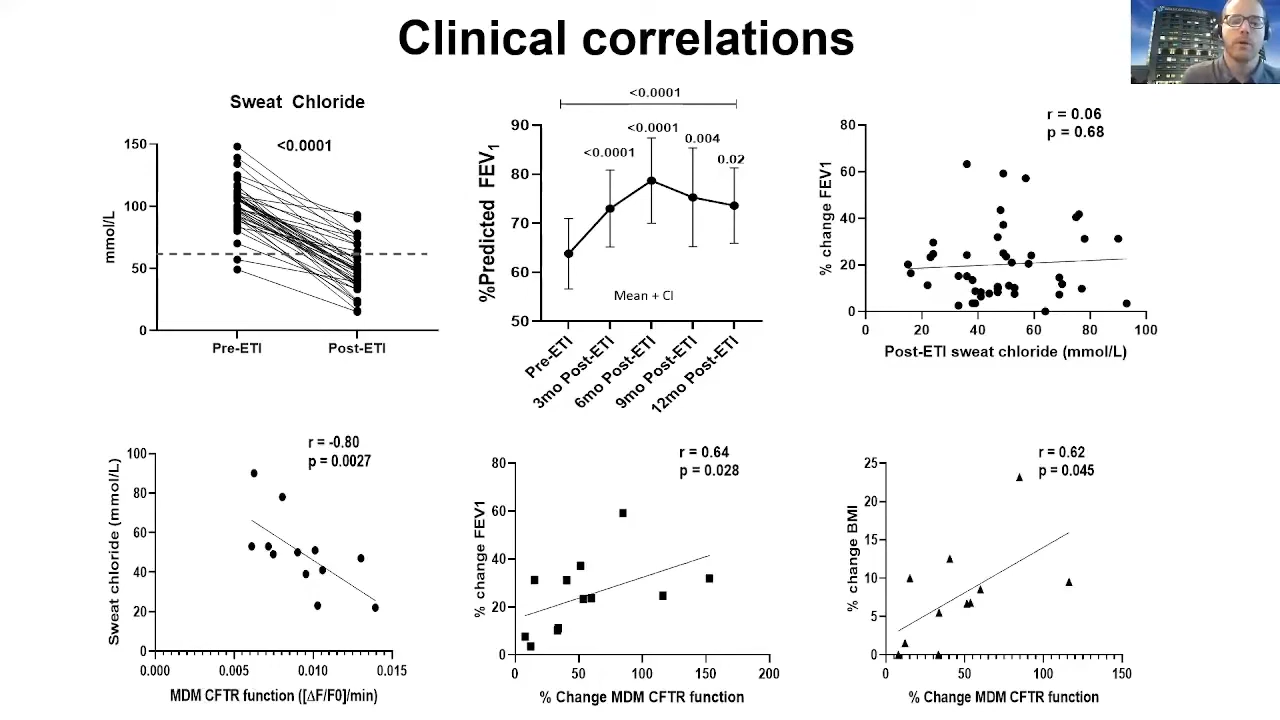 Clinical correlations
Sweat Chloride
<0.0001
mmol/L
150
100
50
0
Pre-ETI
Post-ETI
<0.0001
<0.0001
<0.0001
0.004
0.02
%Predicted FEV1
90
80
70
60
50
Mean + CI
Pre-ETI
3mo Post-ETI
6mo Post-ETI
9mo Post-ETI
12mo Post-ETI
r = 0.06
p = 0.68
% change FEV1
80
60
40
20
0
0 20 40 60 80 100
Post-ETI sweat chloride (mmol/L)
r = -0.80
p = 0.0027
Sweat chloride (mmol/L)
100
80
60
40
20
0
0.000 0.005 0.010 0.015
MDM CFTR function ([ΔF/F0]/min)
r = 0.64
p = 0.028
% change FEV1
80
60
40
20
0
0 50 100 150 200
% Change MDM CFTR function
r = 0.62
p = 0.045
% change BMI
25
20
15
10
5
0
0 50 100 150
% Change MDM CFTR function